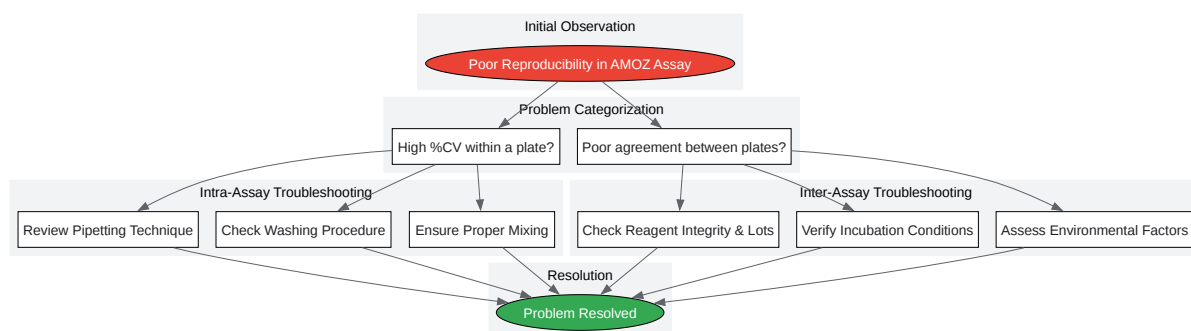 Initial Observation
Poor Reproducibility in AMOZ Assay
Problem Categorization
High %CV within a plate?
Poor agreement between plates?
Intra-Assay Troubleshooting
Inter-Assay Troubleshooting
Review Pipetting Technique
Check Washing Procedure
Ensure Proper Mixing
Check Reagent Integrity & Lots
Verify Incubation Conditions
Assess Environmental Factors
Resolution
Problem Resolved